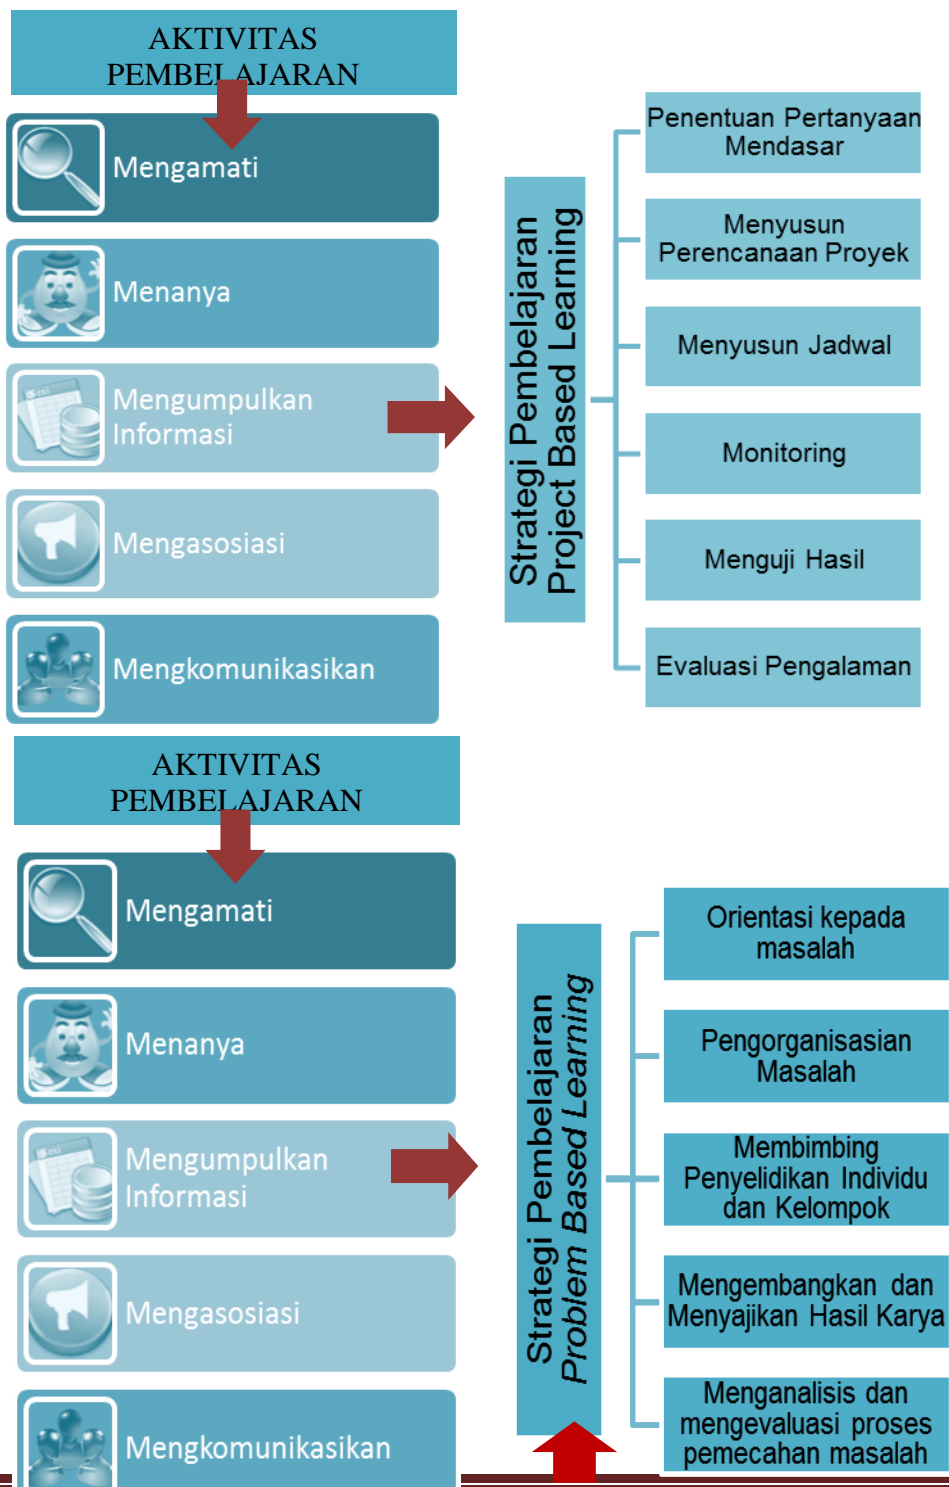 AKTIVITAS
PEMBELAJARAN
Mengamati
Menanya
Mengumpulkan
Informasi
Mengasosiasi
Mengkomunikasikan
Strategi Pembelajaran
Project Based Learning
Penentuan Pertanyaan
Mendasar
Menyusun
Perencanaan Proyek
Menyusun Jadwal
Monitoring
Menguji Hasil
Evaluasi Pengalaman
AKTIVITAS
PEMBELAJARAN
Mengamati
Menanya
Mengumpulkan
Informasi
Mengasosiasi
Mengkomunikasikan
Strategi Pembelajaran
Problem Based Learning
Orientasi kepada
masalah
Pengorganisasian
Masalah
Membimbing
Penyelidikan Individu
dan Kelompok
Mengembangkan dan
Menyajikan Hasil Karya
Menganalisis dan
mengevaluasi proses
pemecahan masalah